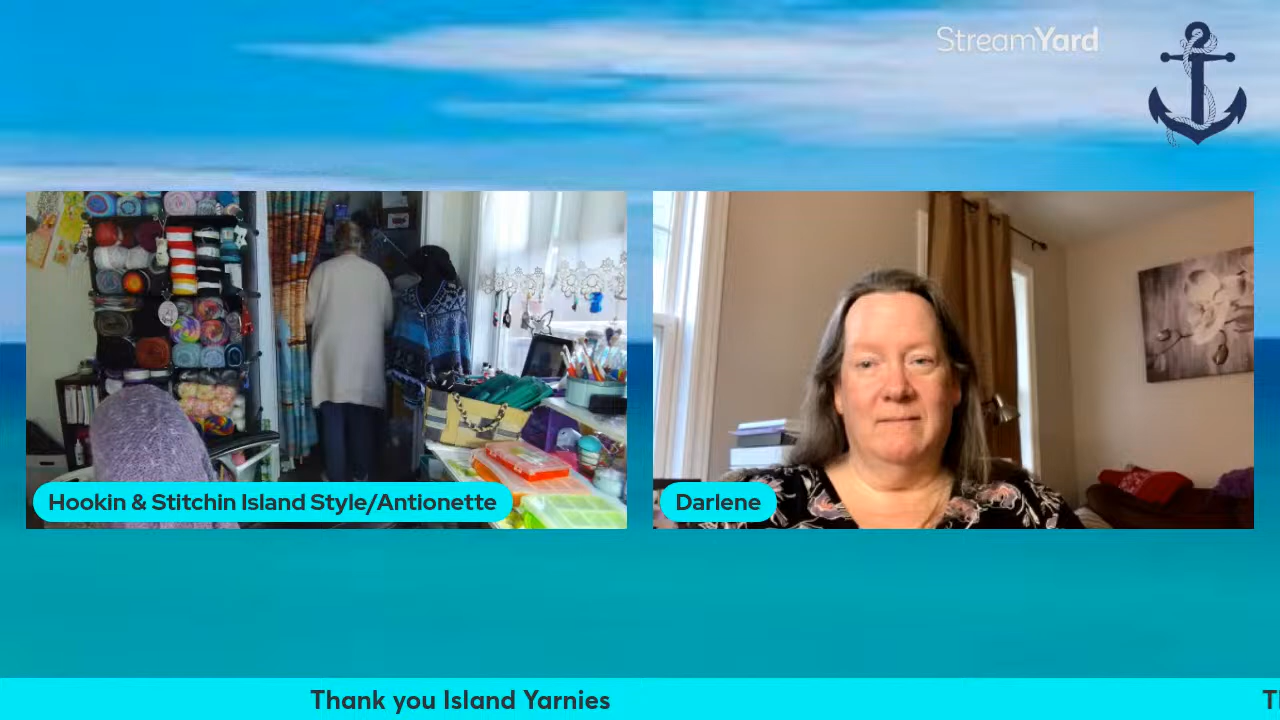 StreamYard
Hookin & Stitchin Island Style/Antionette
Darlene
Thank you Island Yarnies